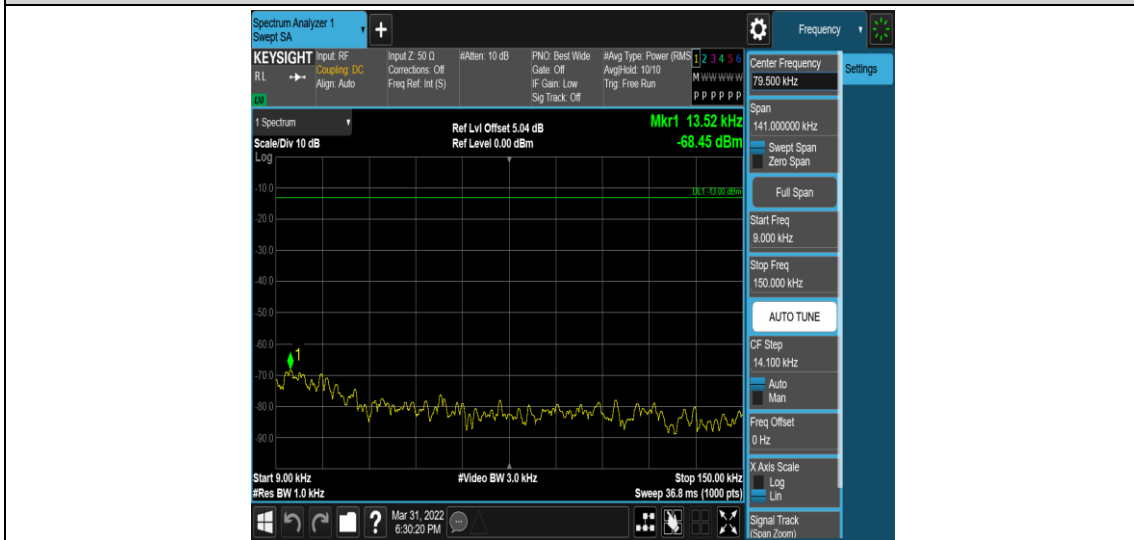 Spectrum Analyzer 1
Swept SA
Frequency
KEYSIGHT
RL
Input: RF
Coupling: DC
Align: Auto
Input Z: 50 Ω
Corrections: Off
Freq Ref: Int (S)
#Atten: 10 dB
PNO: Best Wide
Gate: Off
IF Gain: Low
Sig Track: Off
#Avg Type: Power (RMS
Avg|Hold: 10/10
Trig: Free Run
1 2 3 4 5 6
M W W W W W
P P P P P P
1 Spectrum
Scale/Div 10 dB
Log
Ref Lvl Offset 5.04 dB
Ref Level 0.00 dBm
Mkr1 13.52 kHz
-68.45 dBm
DL1 -13.00 dBm
-10.0
-20.0
-30.0
-40.0
-50.0
-60.0
-70.0
-80.0
-90.0
1
Start 9.00 kHz
#Res BW 1.0 kHz
#Video BW 3.0 kHz
Stop 150.00 kHz
Sweep 36.8 ms (1000 pts)
Mar 31, 2022
6:30:20 PM
Center Frequency
79.500 kHz
Settings
Span
141.000000 kHz
Swept Span
Zero Span
Full Span
Start Freq
9.000 kHz
Stop Freq
150.000 kHz
AUTO TUNE
CF Step
14.100 kHz
Auto
Man
Freq Offset
0 Hz
X Axis Scale
Log
Lin
Signal Track
(Span Zoom)